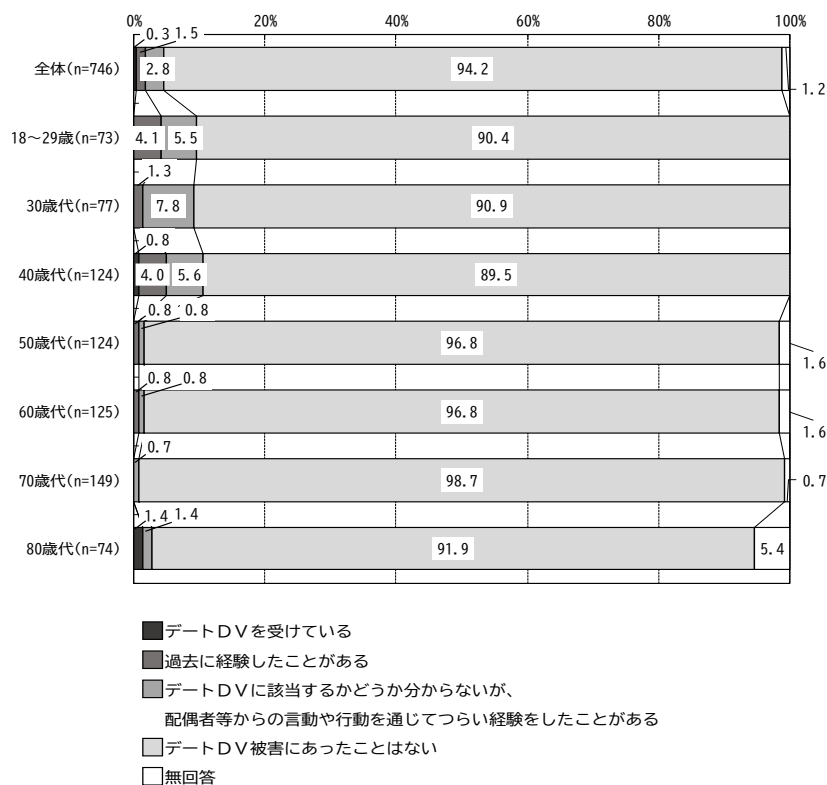 0% 20% 40% 60% 80% 100%
0.3 1.5
全体(n=746) 2.8 94.2
1.2
18～29歳(n=73) 4.1 5.5 90.4
1.3
30歳代(n=77) 7.8 90.9
0.8
40歳代(n=124) 4.0 5.6 89.5
0.8 0.8
50歳代(n=124) 96.8
1.6
0.8 0.8
60歳代(n=125) 96.8
1.6
0.7
70歳代(n=149) 98.7 0.7
1.4 1.4
80歳代(n=74) 91.9 5.4
デートＤＶを受けている
過去に経験したことがある
デートＤＶに該当するかどうか分からないが、
配偶者等からの言動や行動を通じてつらい経験をしたことがある
デートＤＶ被害にあったことはない
無回答